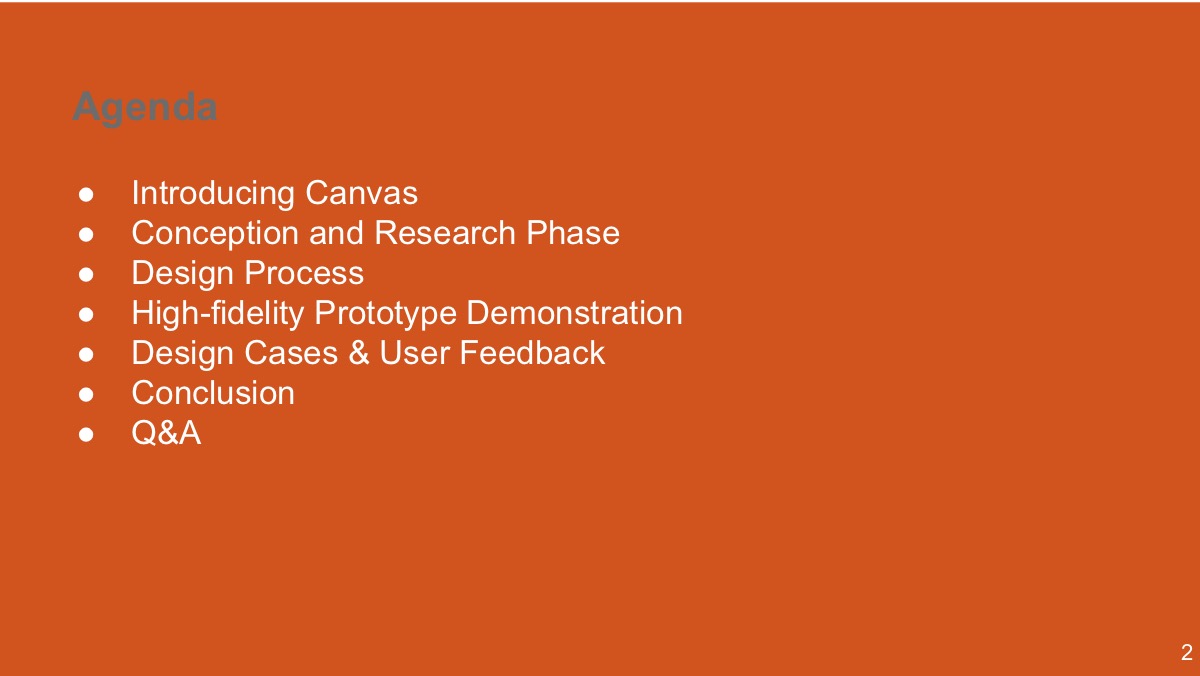 Agenda
● Introducing Canvas
● Conception and Research Phase
● Design Process
● High-fidelity Prototype Demonstration
● Design Cases & User Feedback
● Conclusion
● Q&A
2